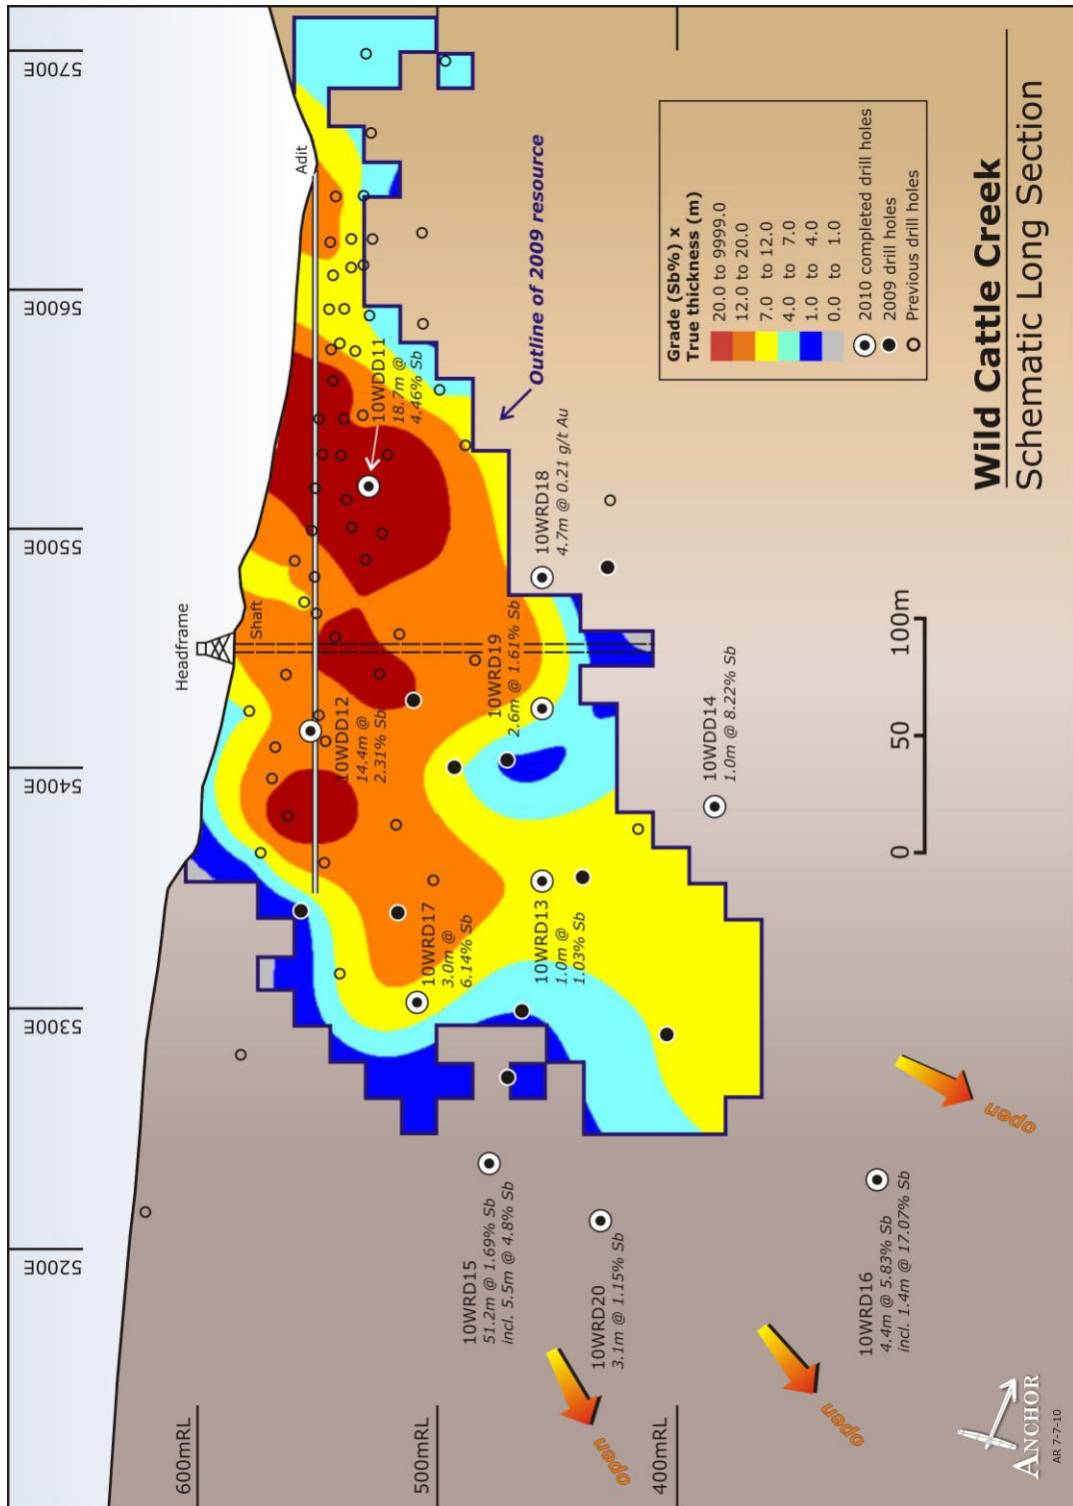 5200E
5300E
5400E
5500E
5600E
5700E
Headframe
Shaft
Adit
600mRL
500mRL
400mRL
10WDD11
18.7m @
4.46% Sb
10WDD12
14.4m @
2.31% Sb
10WRD17
3.0m @
6.14% Sb
10WRD19
2.6m @ 1.61% Sb
10WRD18
4.7m @ 0.21 g/t Au
10WRD13
1.0m @
1.03% Sb
10WDD14
1.0m @ 8.22% Sb
10WRD15
51.2m @ 1.69% Sb
incl. 5.5m @ 4.8% Sb
10WRD20
3.1m @ 1.15% Sb
10WRD16
4.4m @ 5.83% Sb
incl. 1.4m @ 17.07% Sb
open
open
open
Outline of 2009 resource
Grade (Sb%) x
True thickness (m)
20.0 to 9999.0
12.0 to 20.0
7.0 to 12.0
4.0 to 7.0
1.0 to 4.0
0.0 to 1.0
2010 completed drill holes
2009 drill holes
Previous drill holes
0 50 100m
Wild Cattle Creek
Schematic Long Section
ANCHOR
AR 7-7-10